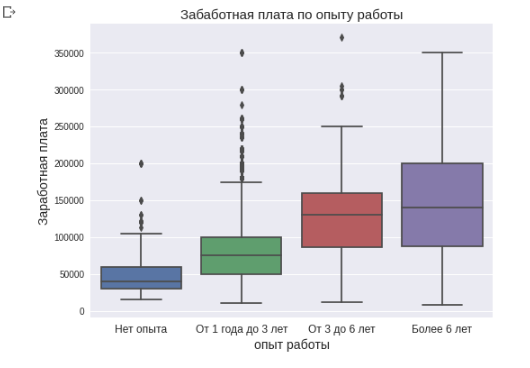 Забаботная плата по опыту работы
Заработная плата
350000
300000
250000
200000
150000
100000
50000
0
Нет опыта От 1 года до 3 лет От 3 до 6 лет Более 6 лет
опыт работы